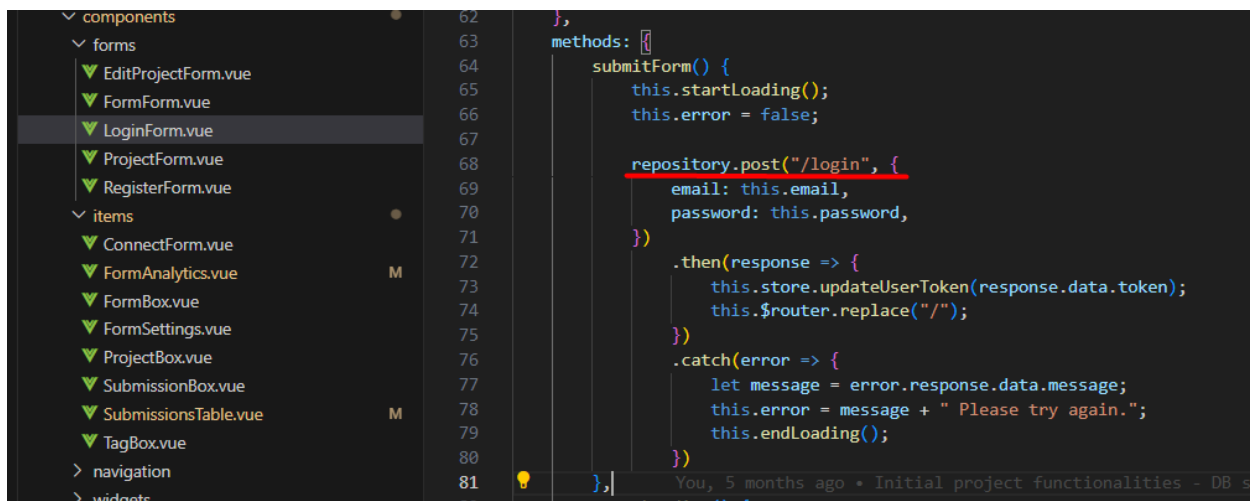 components
forms
EditProjectForm.vue
FormForm.vue
LoginForm.vue
ProjectForm.vue
RegisterForm.vue
items
ConnectForm.vue
FormAnalytics.vue M
FormBox.vue
FormSettings.vue
ProjectBox.vue
SubmissionBox.vue
SubmissionsTable.vue M
TagBox.vue
navigation
widgets
62 },
63 methods: {
64 submitForm() {
65 this.startLoading();
66 this.error = false;
67
68 repository.post("/login", {
69 email: this.email,
70 password: this.password,
71 })
72 .then(response => {
73 this.store.updateUserToken(response.data.token);
74 this.$router.replace("/");
75 })
76 .catch(error => {
77 let message = error.response.data.message;
78 this.error = message + " Please try again.";
79 this.endLoading();
80 })
81 }, You, 5 months ago • Initial project functionalities - DB s